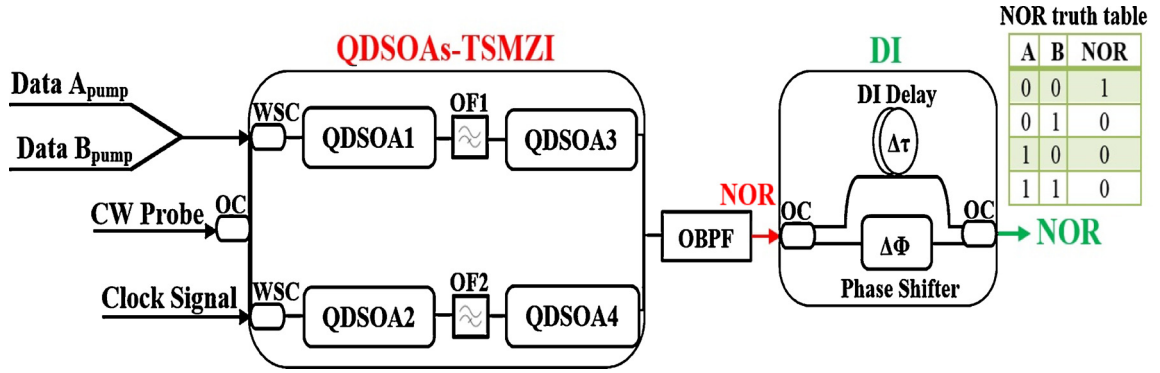 NOR truth table
A B NOR
0 0 1
0 1 0
1 0 0
1 1 0
QDSOAs-TSMZI
DI
Data Apump
Data Bpump
WSC
QDSOA1
OF1
QDSOA3
CW Probe
OC
Clock Signal
WSC
QDSOA2
OF2
QDSOA4
OBPF
NOR
DI Delay
Δτ
OC
ΔΦ
Phase Shifter
OC
NOR